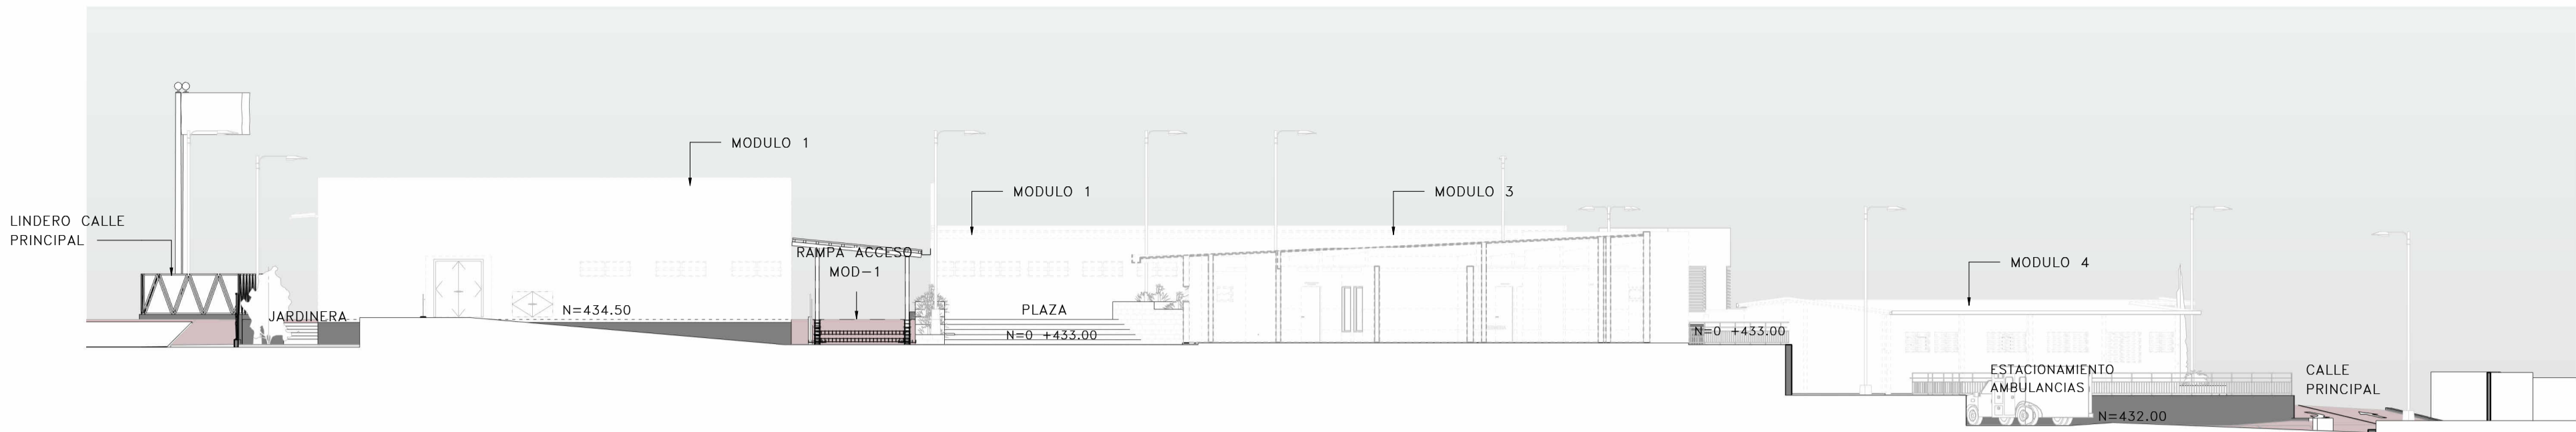 LINDERO CALLE
PRINCIPAL
JARDINERA
MODULO 1
N=434.50
RAMPA ACCESO
MOD-1
MODULO 1
PLAZA
N=0 +433.00
MODULO 3
N=0 +433.00
MODULO 4
ESTACIONAMIENTO
AMBULANCIAS
N=432.00
CALLE
PRINCIPAL